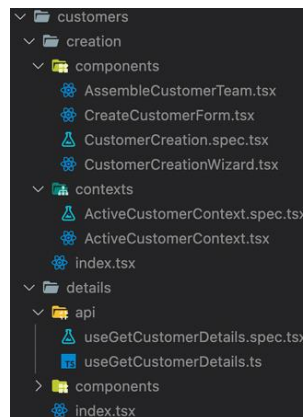 customers
creation
components
AssembleCustomerTeam.tsx
CreateCustomerForm.tsx
CustomerCreation.spec.tsx
CustomerCreationWizard.tsx
contexts
ActiveCustomerContext.spec.tsx
ActiveCustomerContext.tsx
index.tsx
details
api
useGetCustomerDetails.spec.tsx
TS useGetCustomerDetails.ts
components
index.tsx